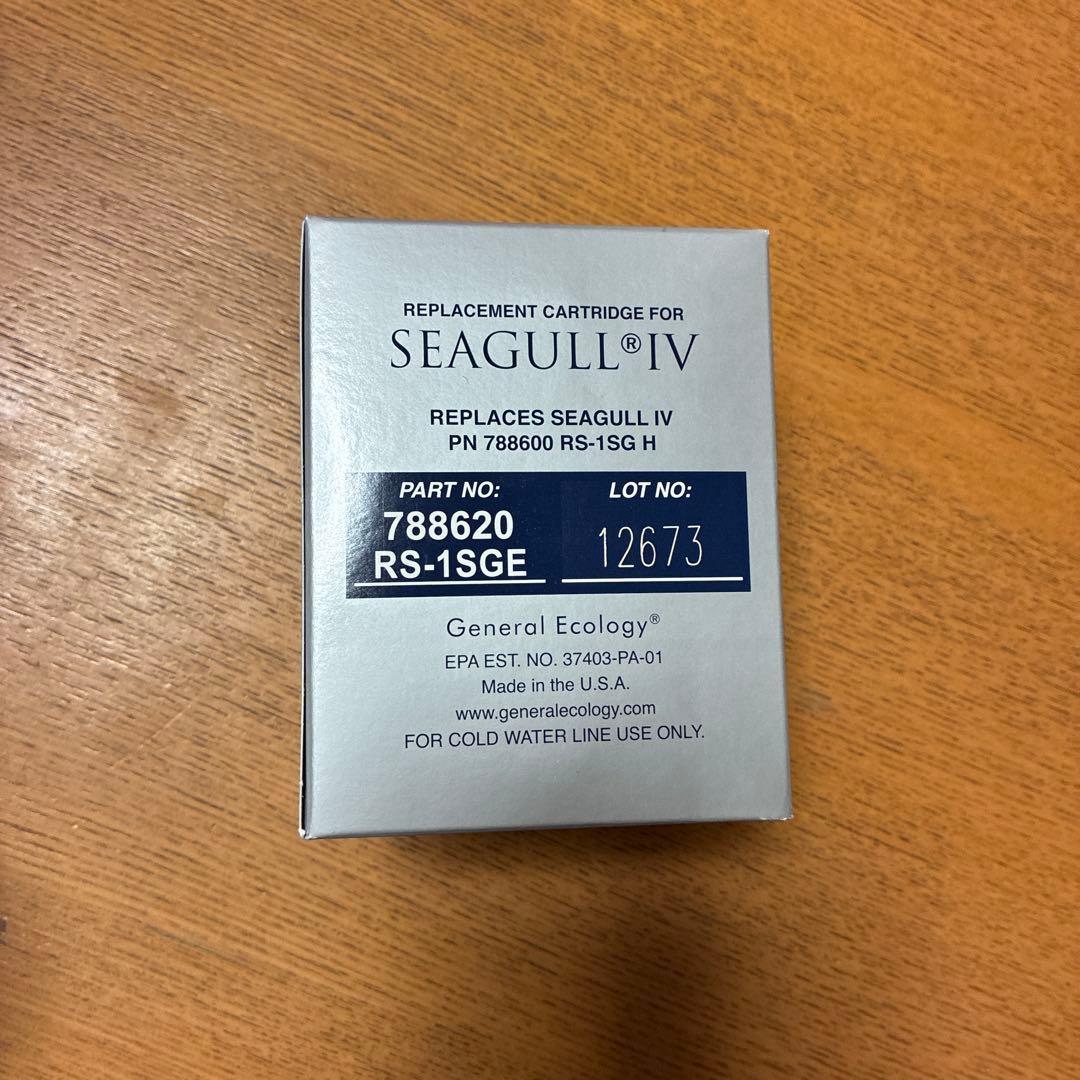 REPLACEMENT CARTRIDGE FOR
SEAGULL®IV
REPLACES SEAGULL IV
PN 788600 RS-1SG H
PART NO:
788620
RS-1SGE
LOT NO:
12673
General Ecology®
EPA EST. NO. 37403-PA-01
Made in the U.S.A.
www.generalecology.com
FOR COLD WATER LINE USE ONLY.